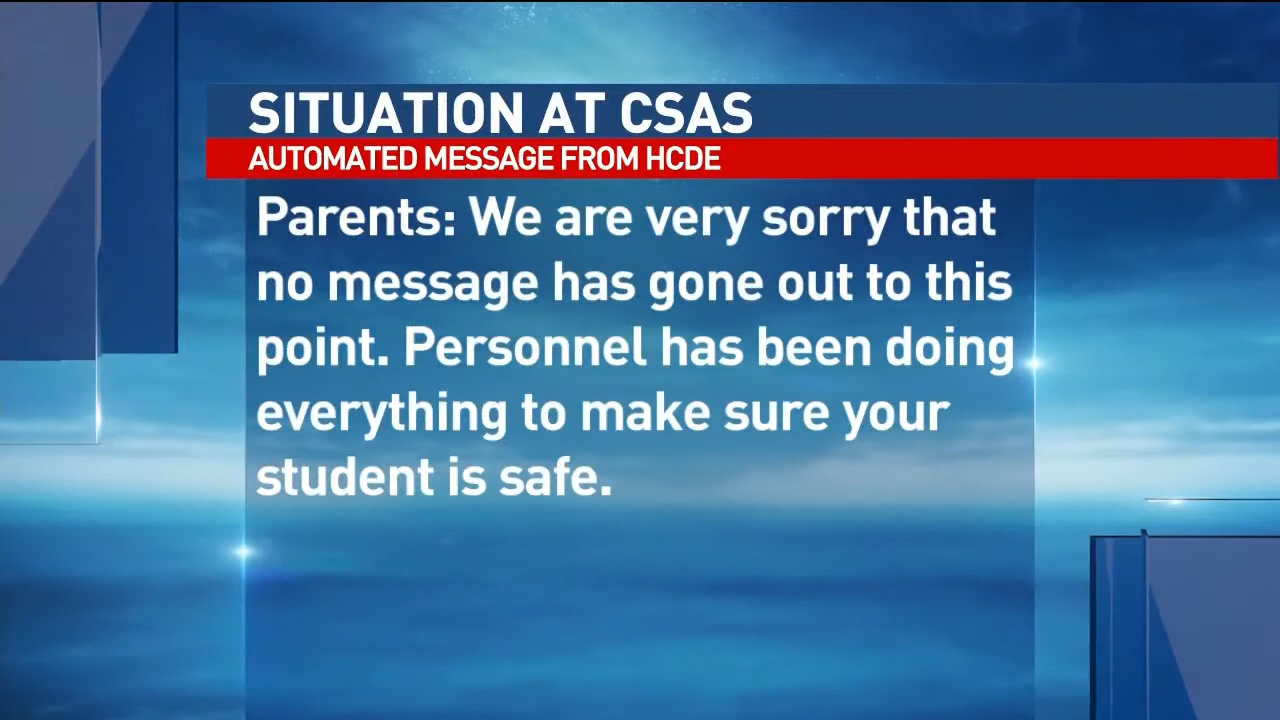 SITUATION AT CSAS
AUTOMATED MESSAGE FROM HCDE
Parents: We are very sorry that
no message has gone out to this
point. Personnel has been doing
everything to make sure your
student is safe.